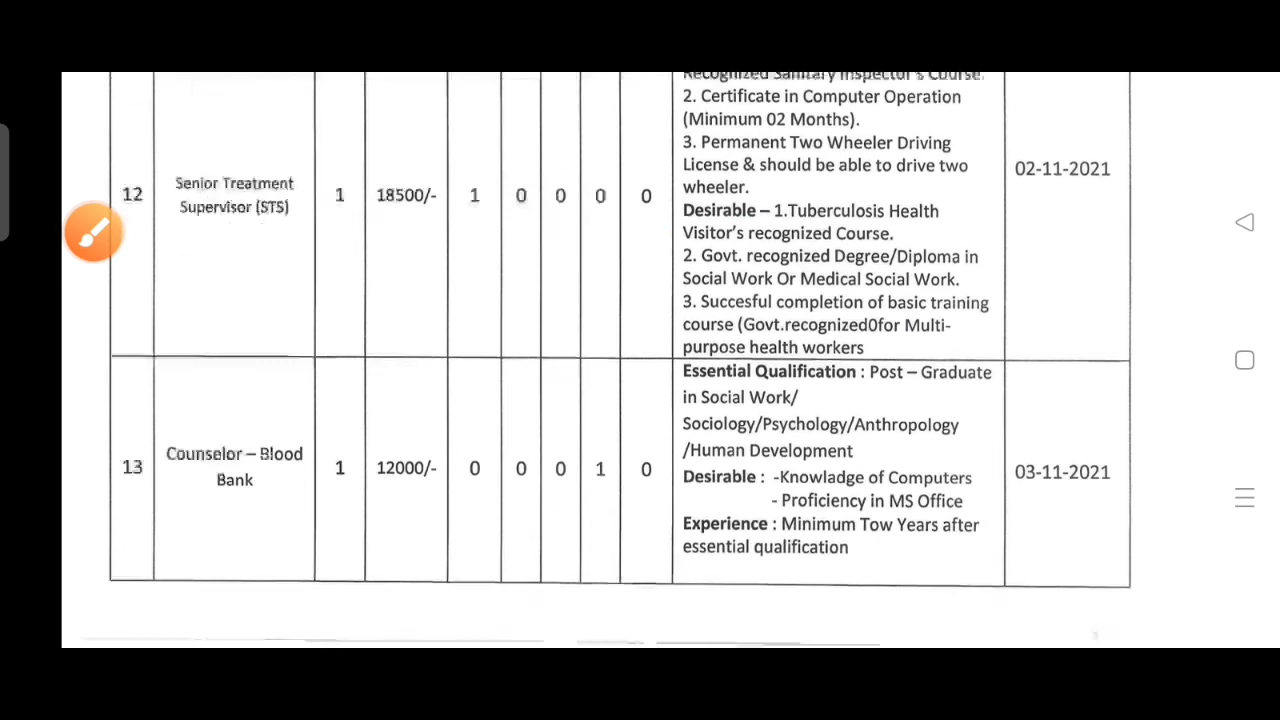 Recognized Sanitary Inspector's Course.
2. Certificate in Computer Operation
(Minimum 02 Months).
3. Permanent Two Wheeler Driving
License & should be able to drive two
wheeler.
Desirable – 1.Tuberculosis Health
Visitor's recognized Course.
2. Govt. recognized Degree/Diploma in
Social Work Or Medical Social Work.
3. Succesful completion of basic training
course (Govt.recognized0for Multi-
purpose health workers
12
Senior Treatment
Supervisor (STS)
1
18500/-
1 0 0 0 0
02-11-2021
13
Counselor – Blood
Bank
1
12000/-
0 0 0 1 0
Essential Qualification : Post – Graduate
in Social Work/
Sociology/Psychology/Anthropology
/Human Development
Desirable : -Knowladge of Computers
- Proficiency in MS Office
Experience : Minimum Tow Years after
essential qualification
03-11-2021